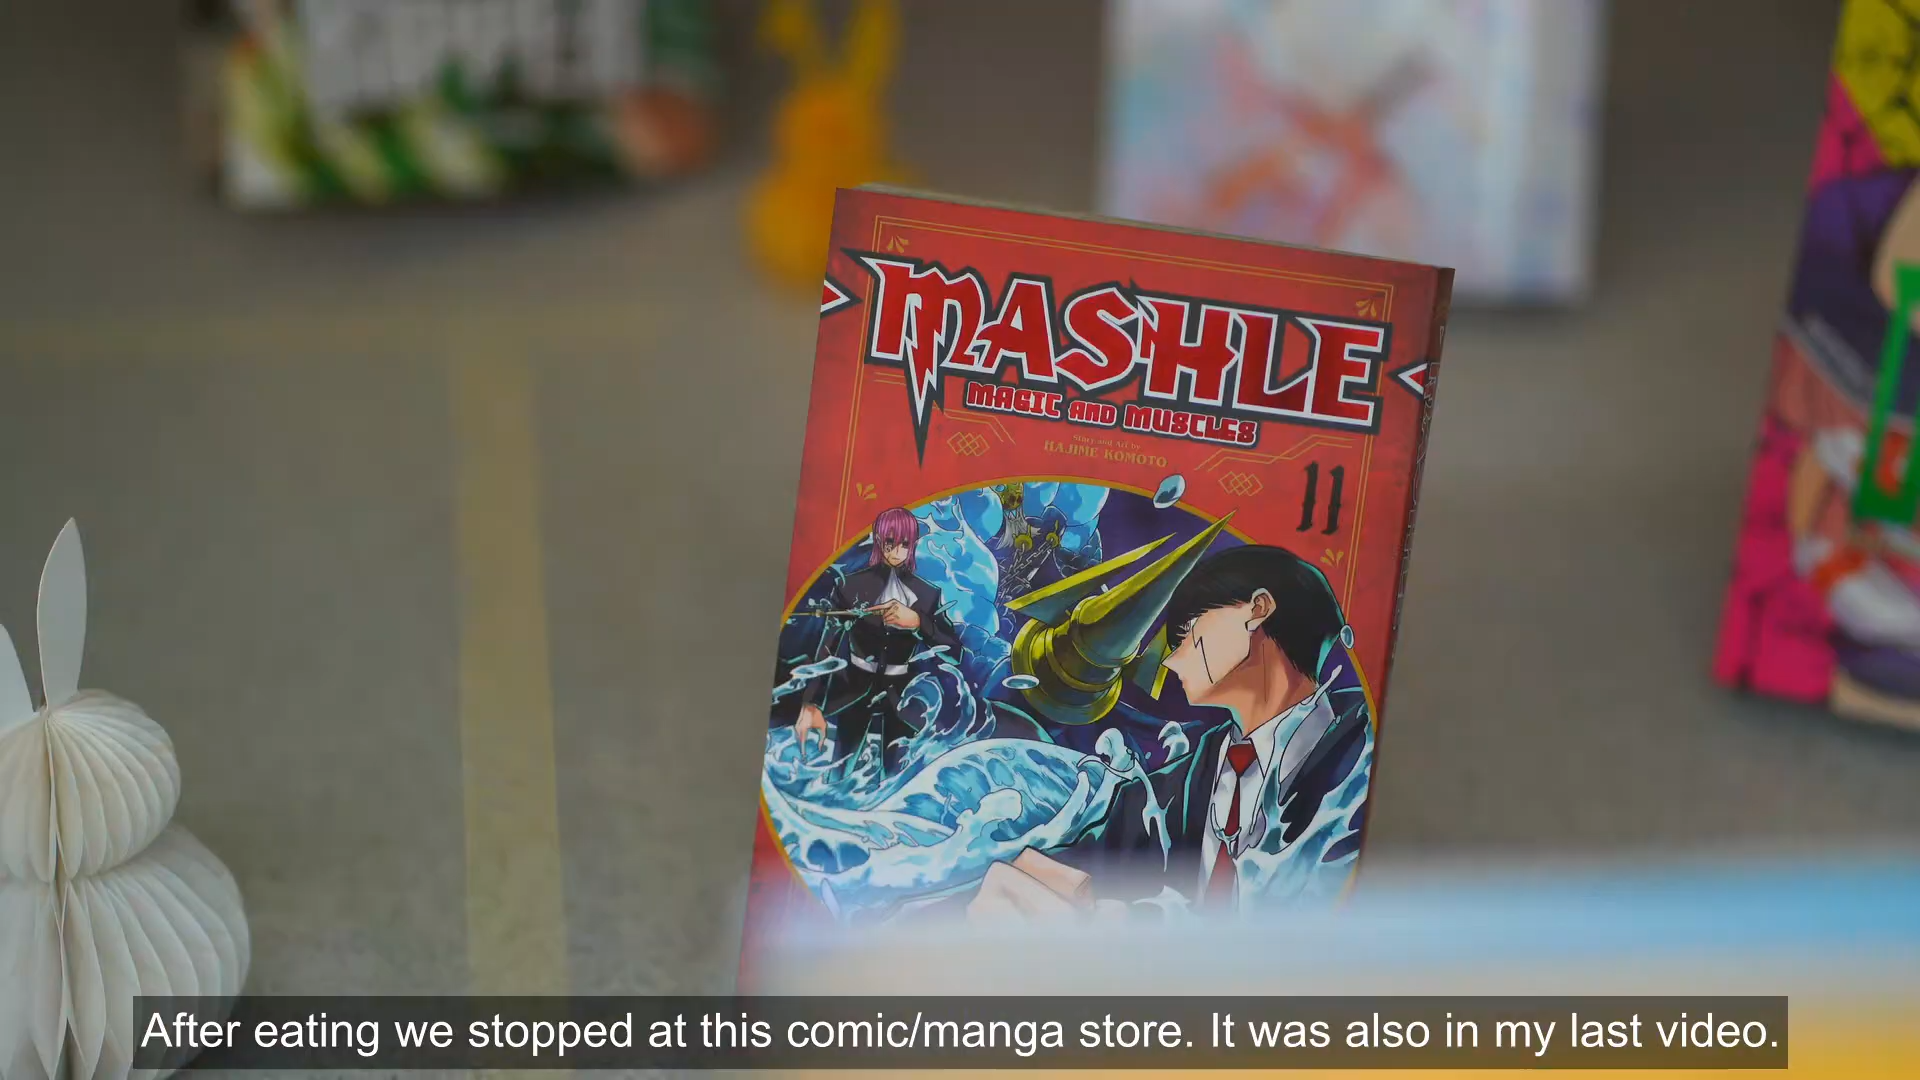 MASHLE
MAGIC AND MUSCLES
Story and Art by
HAJIME KOMOTO
11
After eating we stopped at this comic/manga store. It was also in my last video.